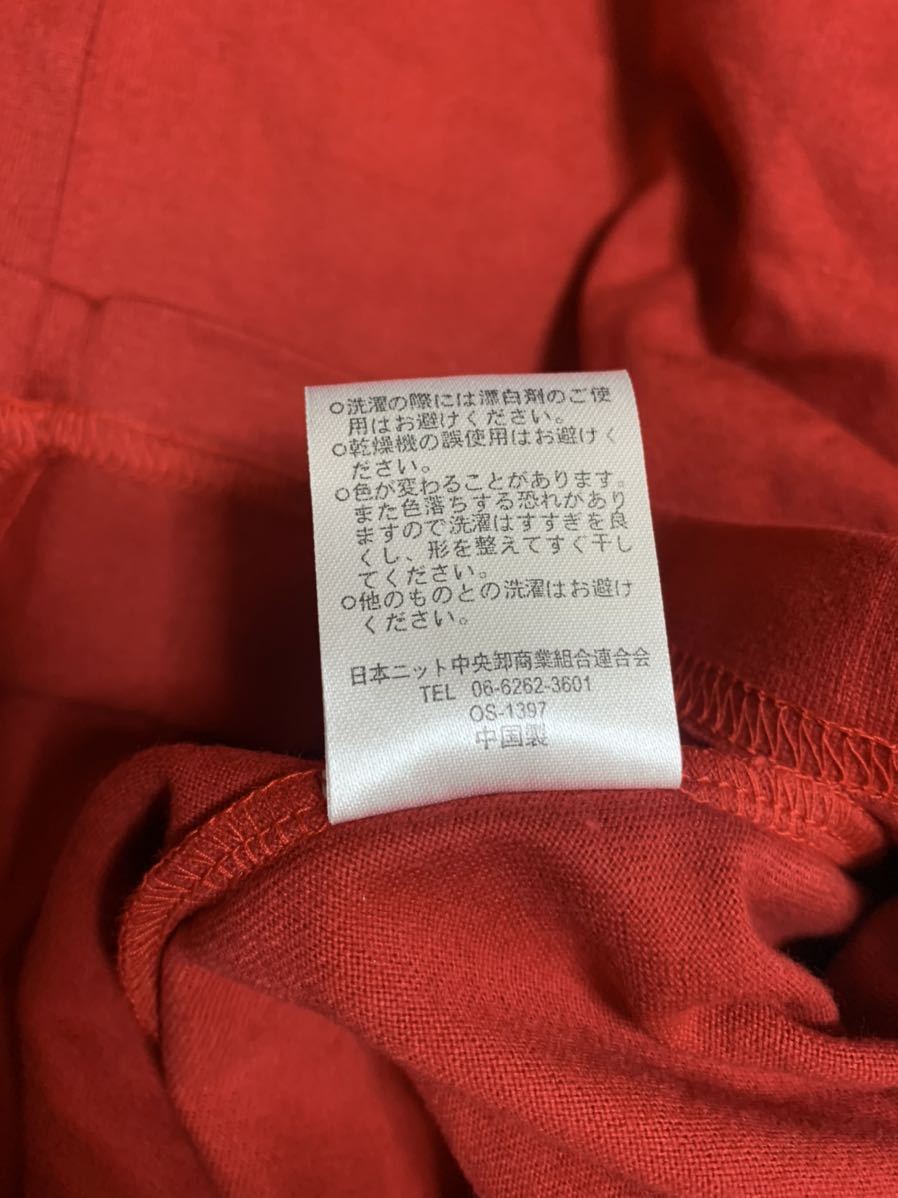 ○洗濯の際には漂白剤のご使
用はお避けください。
○乾燥機の誤使用はお避けく
ださい。
○色が変わることがあります。
また色落ちする恐れがあり
ますので洗濯はすすぎを良
くし、形を整えてすぐ干し
てください。
○他のものとの洗濯はお避け
ください。
日本ニット中央卸商業組合連合会
TEL 06-6262-3601
OS-1397
中国製